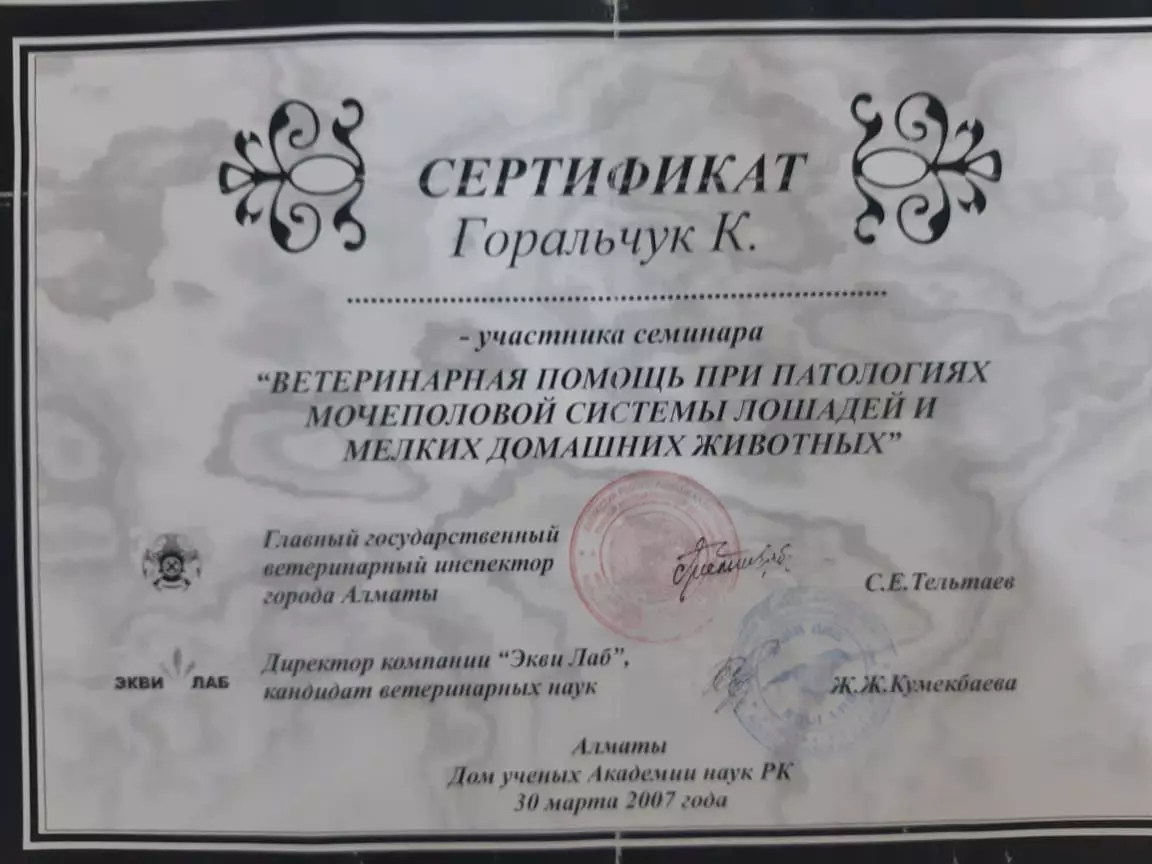 СЕРТИФИКАТ
Горальчук К.
- участника семинара
“ВЕТЕРИНАРНАЯ ПОМОЩЬ ПРИ ПАТОЛОГИЯХ
МОЧЕПОЛОВОЙ СИСТЕМЫ ЛОШАДЕЙ И
МЕЛКИХ ДОМАШНИХ ЖИВОТНЫХ”
Главный государственный
ветеринарный инспектор
города Алматы
С.Е.Тельтаев
ЭКВИ ЛАБ
Директор компании “Экви Лаб”,
кандидат ветеринарных наук
Ж.Ж.Кумекбаева
Алматы
Дом ученых Академии наук РК
30 марта 2007 года